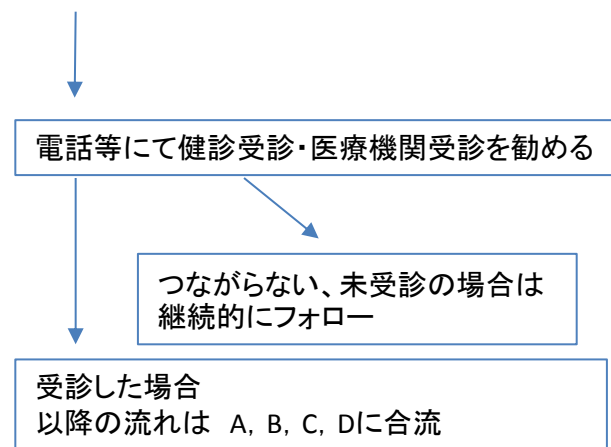 電話等にて健診受診・医療機関受診を勧める
つながらない、未受診の場合は
継続的にフォロー
受診した場合
以降の流れは A, B, C, Dに合流